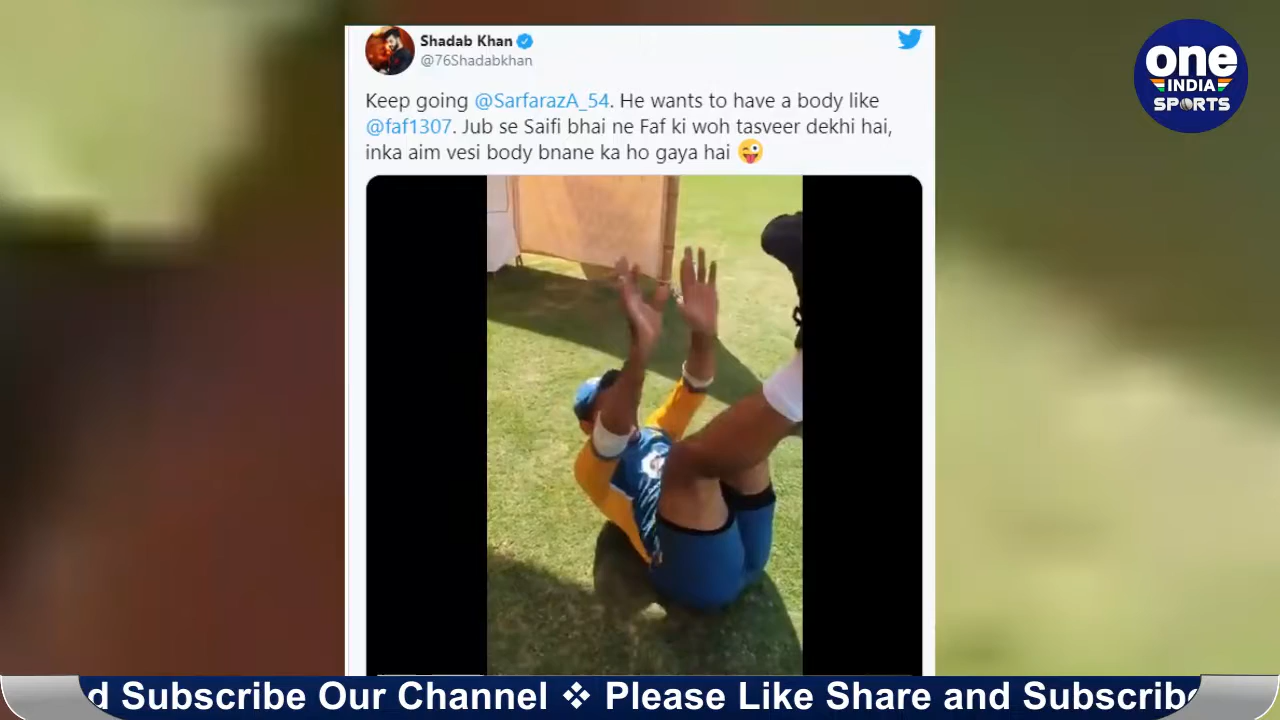 Shadab Khan
@76Shadabkhan
Keep going @SarfarazA_54. He wants to have a body like
@faf1307. Jub se Saifi bhai ne Faf ki woh tasveer dekhi hai,
inka aim vesi body bnane ka ho gaya hai 😜
one
INDIA
SPORTS
d Subscribe Our Channel ❖ Please Like Share and Subscribe